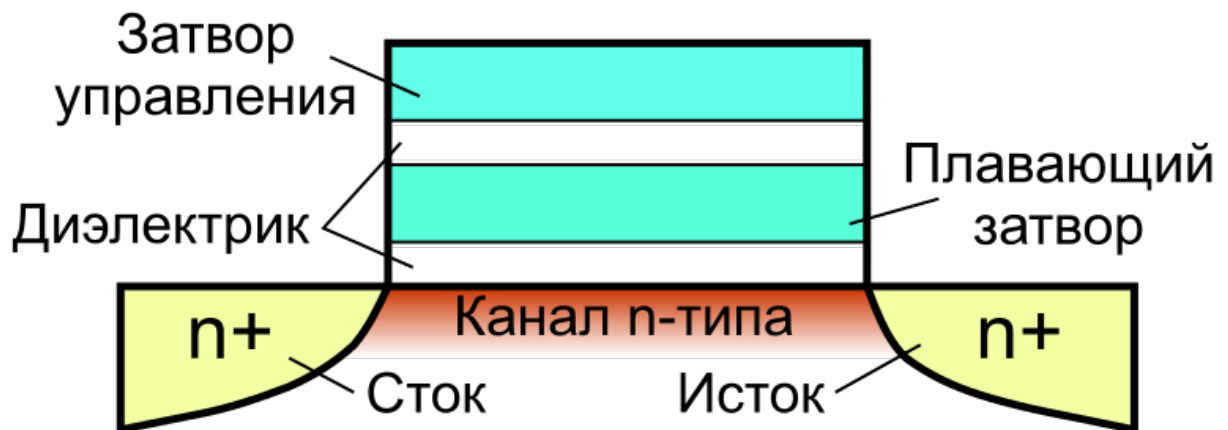 Затвор
управления
Плавающий
затвор
Диэлектрик
Канал n-типа
n+
n+
Сток
Исток